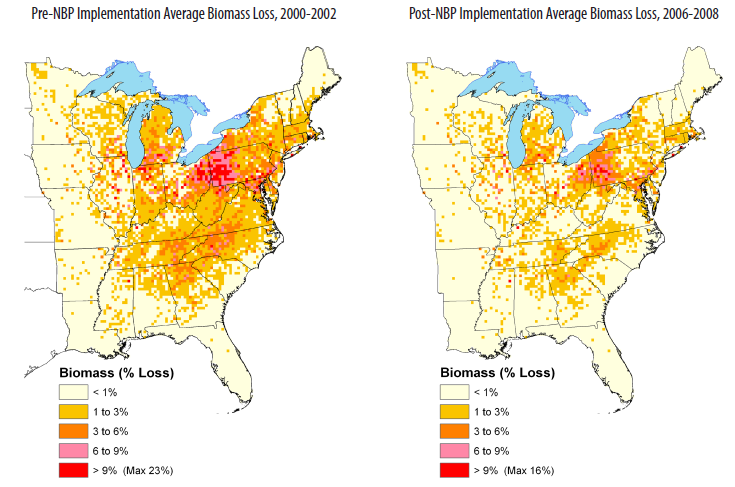 Pre-NBP Implementation Average Biomass Loss, 2000-2002
Post-NBP Implementation Average Biomass Loss, 2006-2008
Biomass (% Loss)
< 1%
1 to 3%
3 to 6%
6 to 9%
> 9% (Max 23%)
Biomass (% Loss)
< 1%
1 to 3%
3 to 6%
6 to 9%
> 9% (Max 16%)